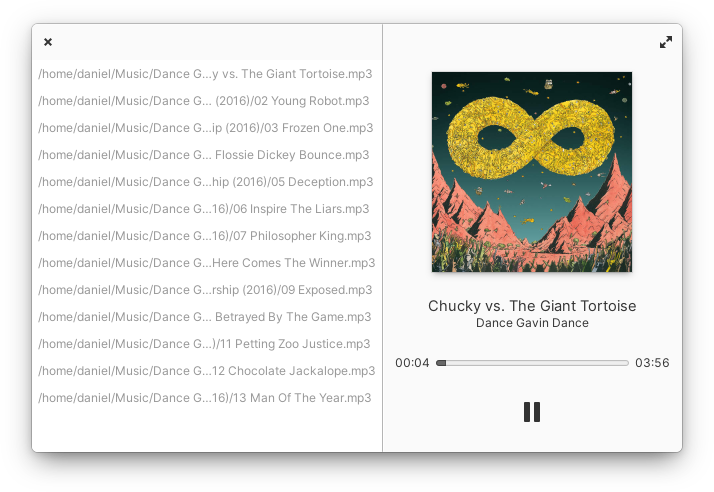 /home/daniel/Music/Dance G...y vs. The Giant Tortoise.mp3
/home/daniel/Music/Dance G... (2016)/02 Young Robot.mp3
/home/daniel/Music/Dance G...ip (2016)/03 Frozen One.mp3
/home/daniel/Music/Dance G... Flossie Dickey Bounce.mp3
/home/daniel/Music/Dance G...hip (2016)/05 Deception.mp3
/home/daniel/Music/Dance G...16)/06 Inspire The Liars.mp3
/home/daniel/Music/Dance G...16)/07 Philosopher King.mp3
/home/daniel/Music/Dance G...Here Comes The Winner.mp3
/home/daniel/Music/Dance G...rship (2016)/09 Exposed.mp3
/home/daniel/Music/Dance G... Betrayed By The Game.mp3
/home/daniel/Music/Dance G...)/11 Petting Zoo Justice.mp3
/home/daniel/Music/Dance G...12 Chocolate Jackalope.mp3
/home/daniel/Music/Dance G...16)/13 Man Of The Year.mp3
Chucky vs. The Giant Tortoise
Dance Gavin Dance
00:04 03:56